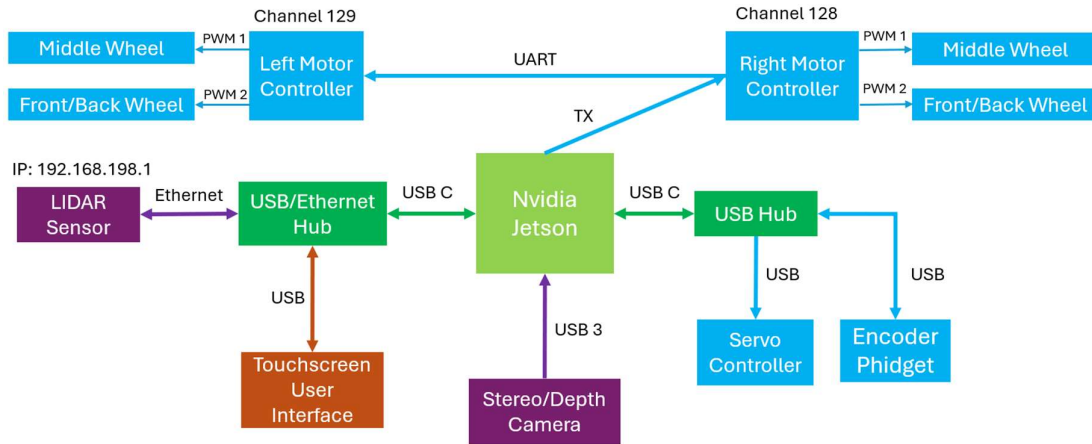 Channel 129
Channel 128
Middle Wheel
PWM 1
Left Motor
Controller
UART
Right Motor
Controller
PWM 1
Middle Wheel
Front/Back Wheel
PWM 2
PWM 2
Front/Back Wheel
TX
IP: 192.168.198.1
LIDAR
Sensor
Ethernet
USB/Ethernet
Hub
USB C
Nvidia
Jetson
USB C
USB Hub
USB
USB
USB
USB 3
Touchscreen
User
Interface
Stereo/Depth
Camera
Servo
Controller
Encoder
Phidget